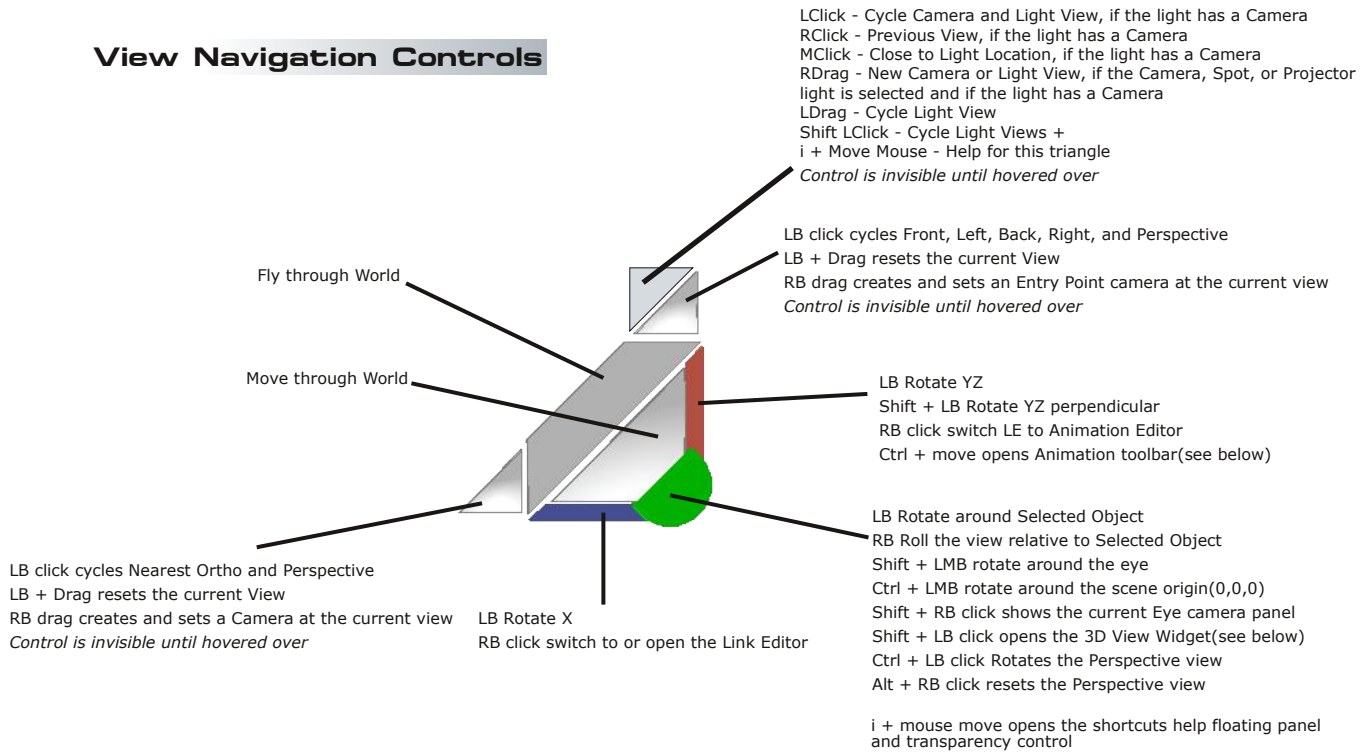 View Navigation Controls
LClick - Cycle Camera and Light View, if the light has a Camera
RClick - Previous View, if the light has a Camera
MClick - Close to Light Location, if the light has a Camera
RDrag - New Camera or Light View, if the Camera, Spot, or Projector
light is selected and if the light has a Camera
LDrag - Cycle Light View
Shift LClick - Cycle Light Views +
i + Move Mouse - Help for this triangle
Control is invisible until hovered over
LB click cycles Front, Left, Back, Right, and Perspective
LB + Drag resets the current View
RB drag creates and sets an Entry Point camera at the current view
Control is invisible until hovered over
Fly through World
Move through World
LB Rotate YZ
Shift + LB Rotate YZ perpendicular
RB click switch LE to Animation Editor
Ctrl + move opens Animation toolbar(see below)
LB Rotate around Selected Object
RB Roll the view relative to Selected Object
Shift + LMB rotate around the eye
Ctrl + LMB rotate around the scene origin(0,0,0)
Shift + RB click shows the current Eye camera panel
Shift + LB click opens the 3D View Widget(see below)
Ctrl + LB click Rotates the Perspective view
Alt + RB click resets the Perspective view
i + mouse move opens the shortcuts help floating panel
and transparency control
LB click cycles Nearest Ortho and Perspective
LB + Drag resets the current View
RB drag creates and sets a Camera at the current view
Control is invisible until hovered over
LB Rotate X
RB click switch to or open the Link Editor